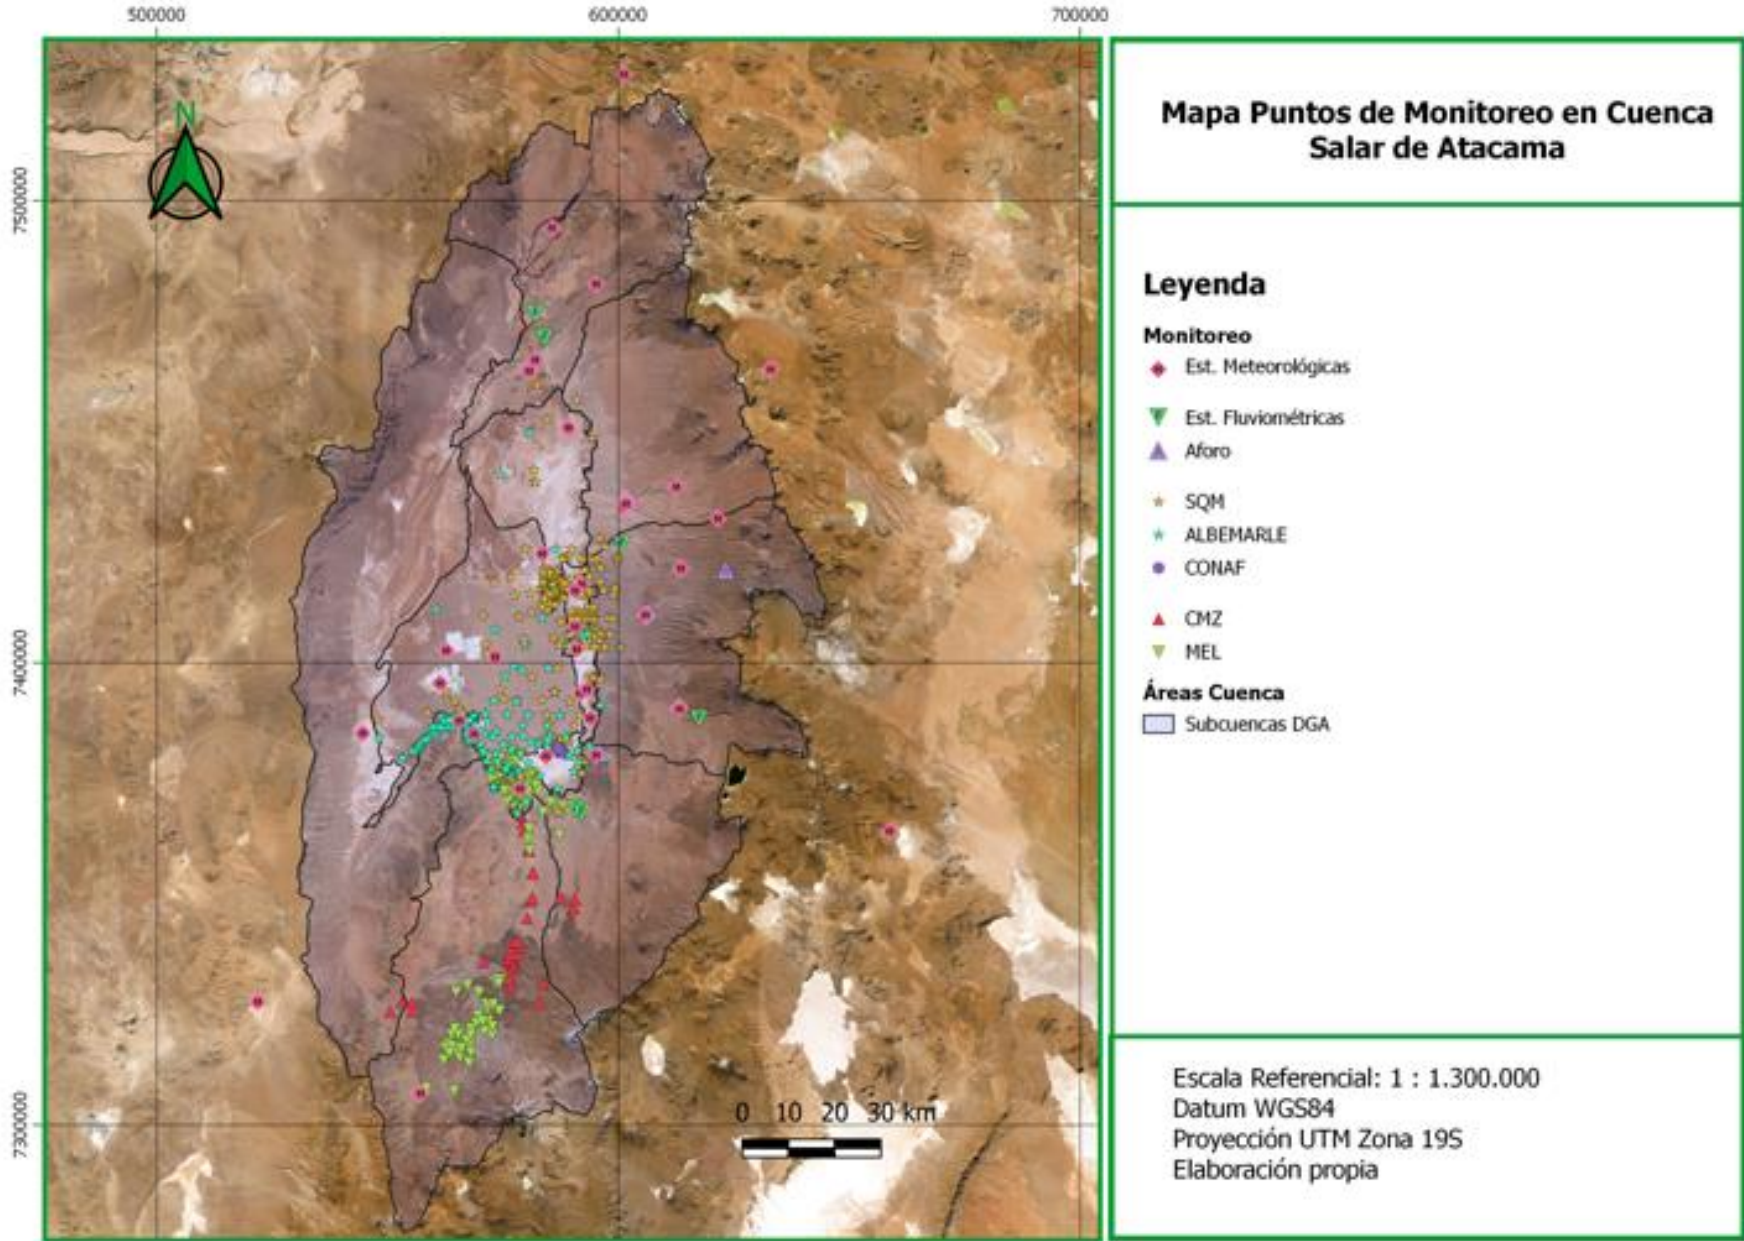 500000
600000
700000
7500000
7400000
7300000
N
0 10 20 30 km
Mapa Puntos de Monitoreo en Cuenca
Salar de Atacama
Leyenda
Monitoreo
Est. Meteorológicas
Est. Fluviométricas
Aforo
SQM
ALBEMARLE
CONAF
CMZ
MEL
Áreas Cuenca
Subcuencas DGA
Escala Referencial: 1 : 1.300.000
Datum WGS84
Proyección UTM Zona 19S
Elaboración propia